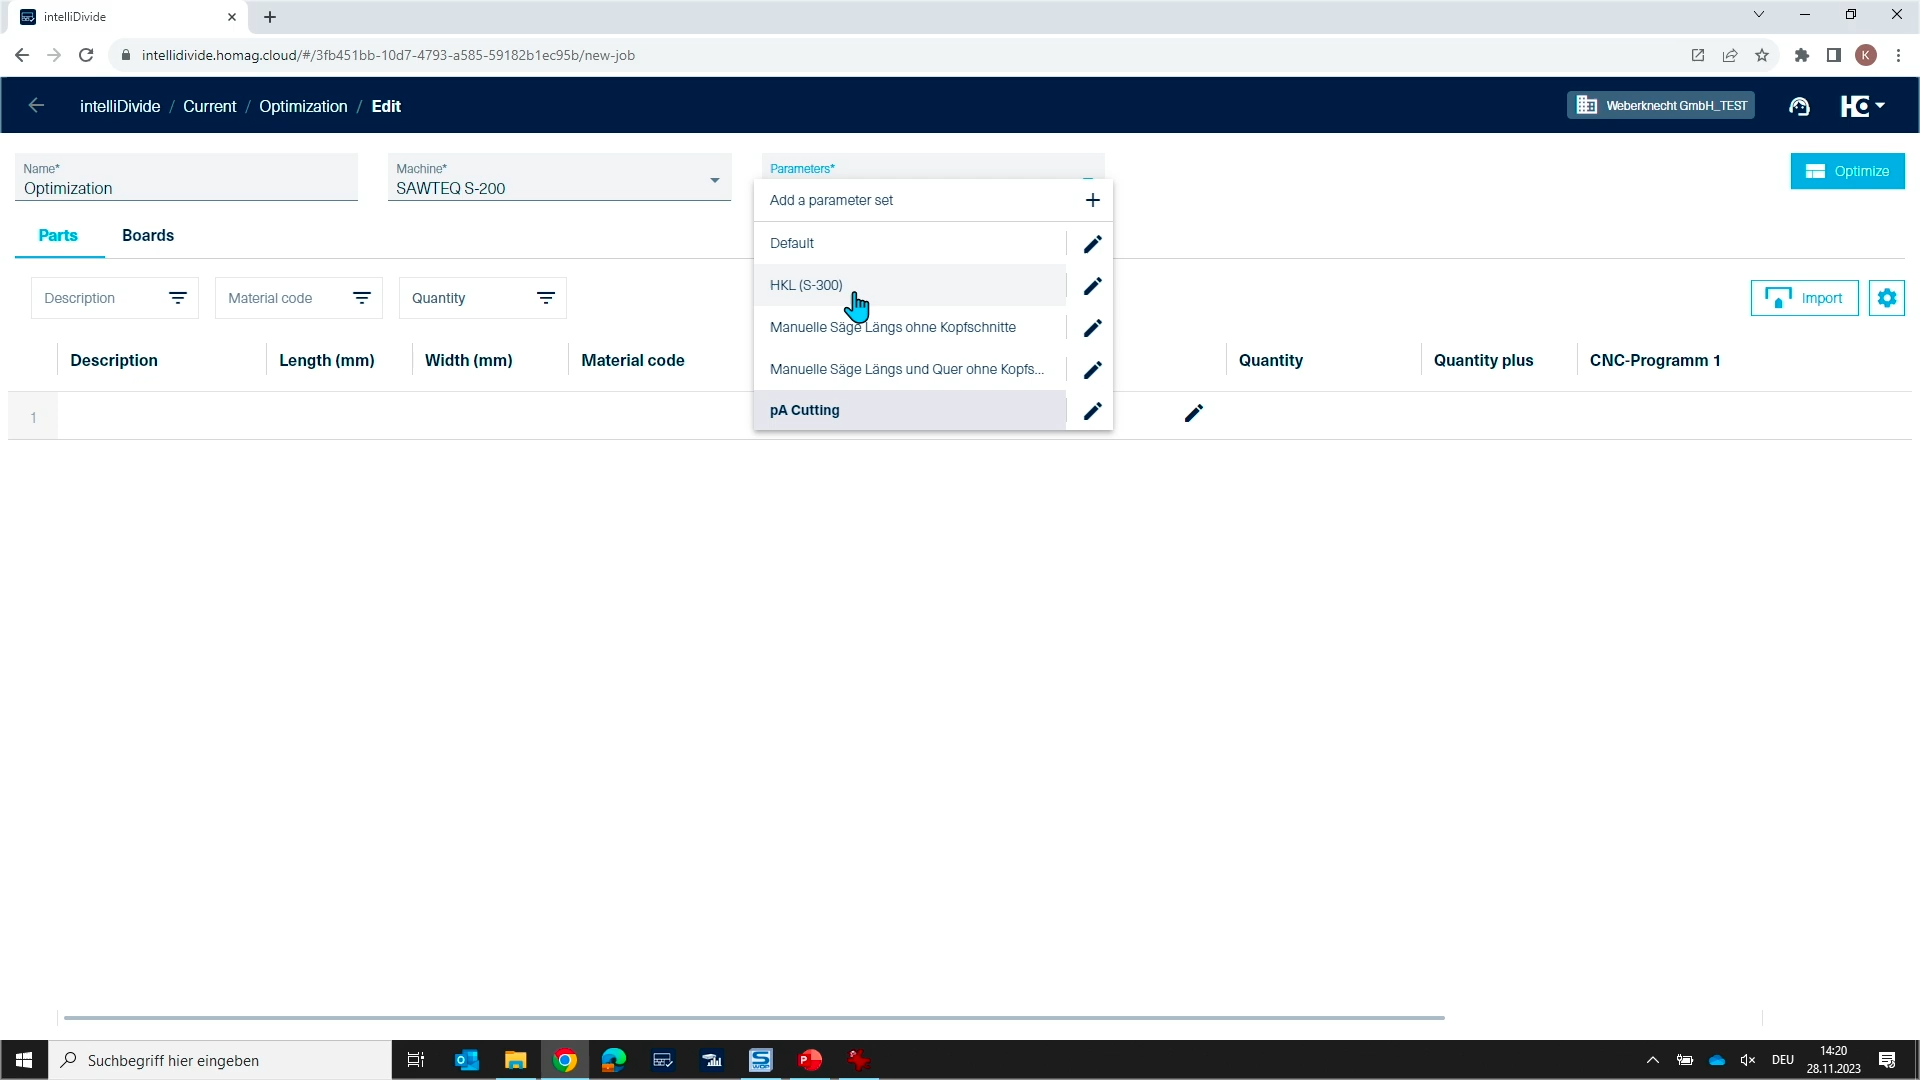 intelliDivide
intellidivide.homag.cloud/#/3fb451bb-10d7-4793-a585-59182b1ec95b/new-job
K
intelliDivide / Current / Optimization / Edit
Weberknecht GmbH_TEST
Name*
Optimization
Machine*
SAWTEQ S-200
Parameters*
Optimize
Add a parameter set
Default
HKL (S-300)
Manuelle Säge Längs ohne Kopfschnitte
Manuelle Säge Längs und Quer ohne Kopfs...
pA Cutting
Parts
Boards
Description
Material code
Quantity
Import
Description
Length (mm)
Width (mm)
Material code
Quantity
Quantity plus
CNC-Programm 1
1
Suchbegriff hier eingeben
DEU
14:20
28.11.2023